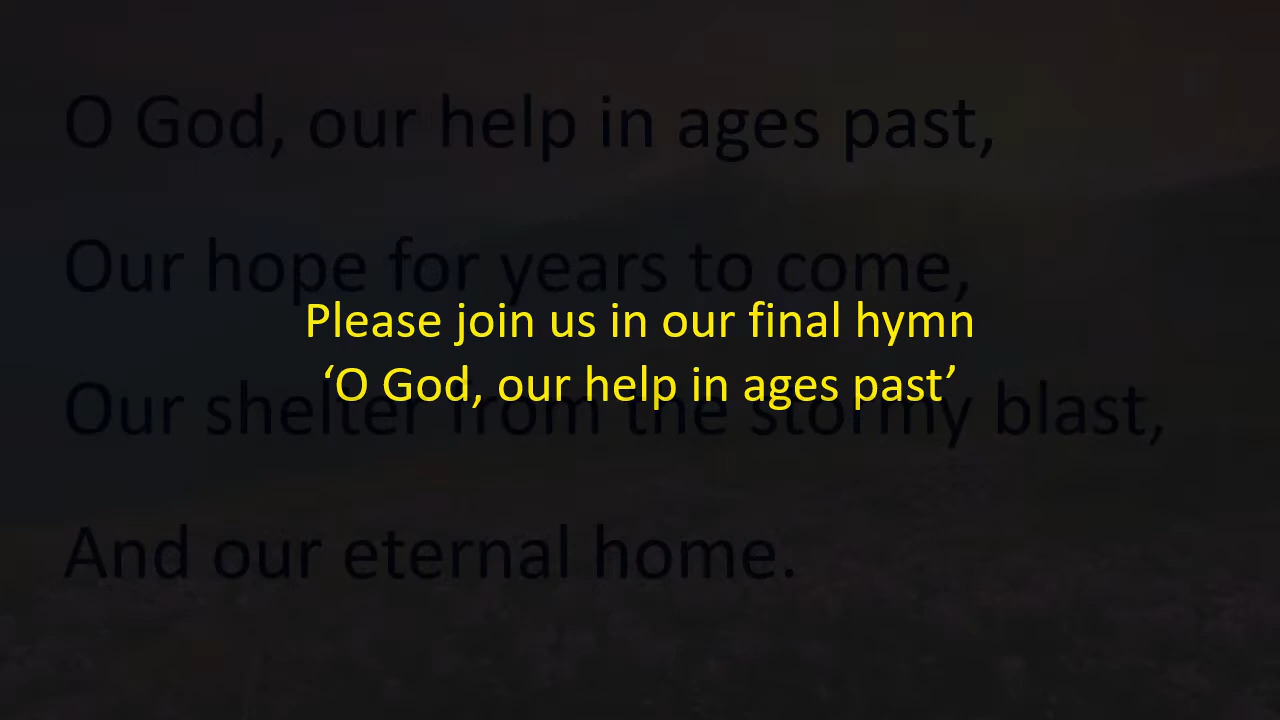 O God, our help in ages past,
Our hope for years to come,
Please join us in our final hymn
‘O God, our help in ages past’
Our shelter from the stormy blast,
And our eternal home.